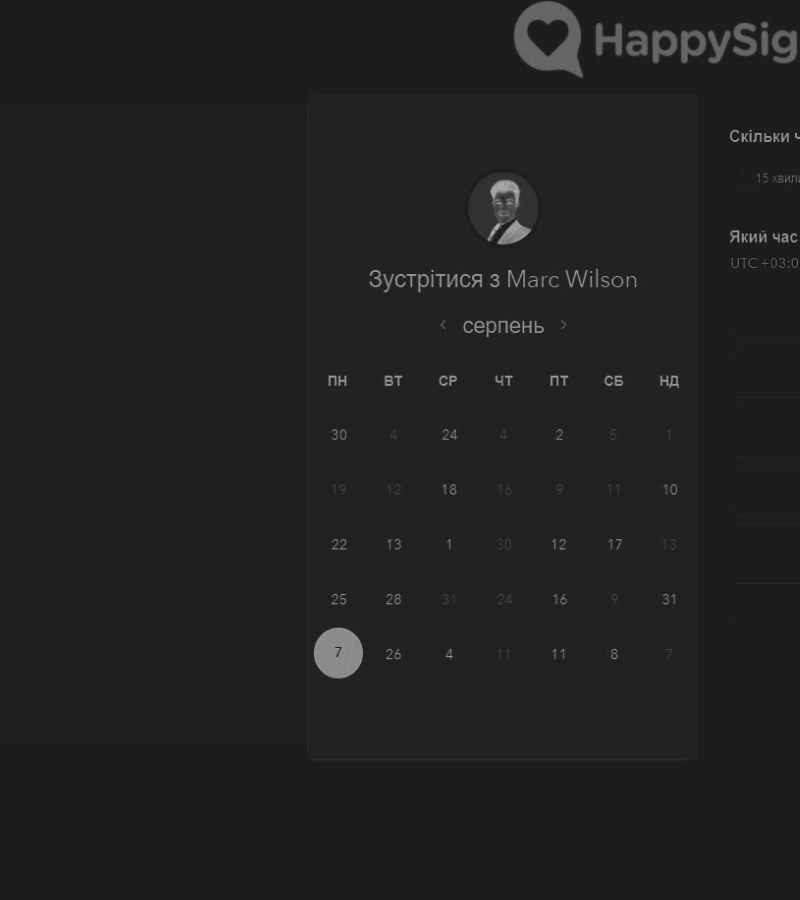 HappySig
Скільки ч
15 хвили
Який час
UTC +03:0
Зустрітися з Marc Wilson
серпень
ПН ВТ СР ЧТ ПТ СБ НД
30 4 24 4 2 5 1
19 12 18 16 9 11 10
22 13 1 30 12 17 13
25 28 31 24 16 9 31
7 26 4 11 11 8 7